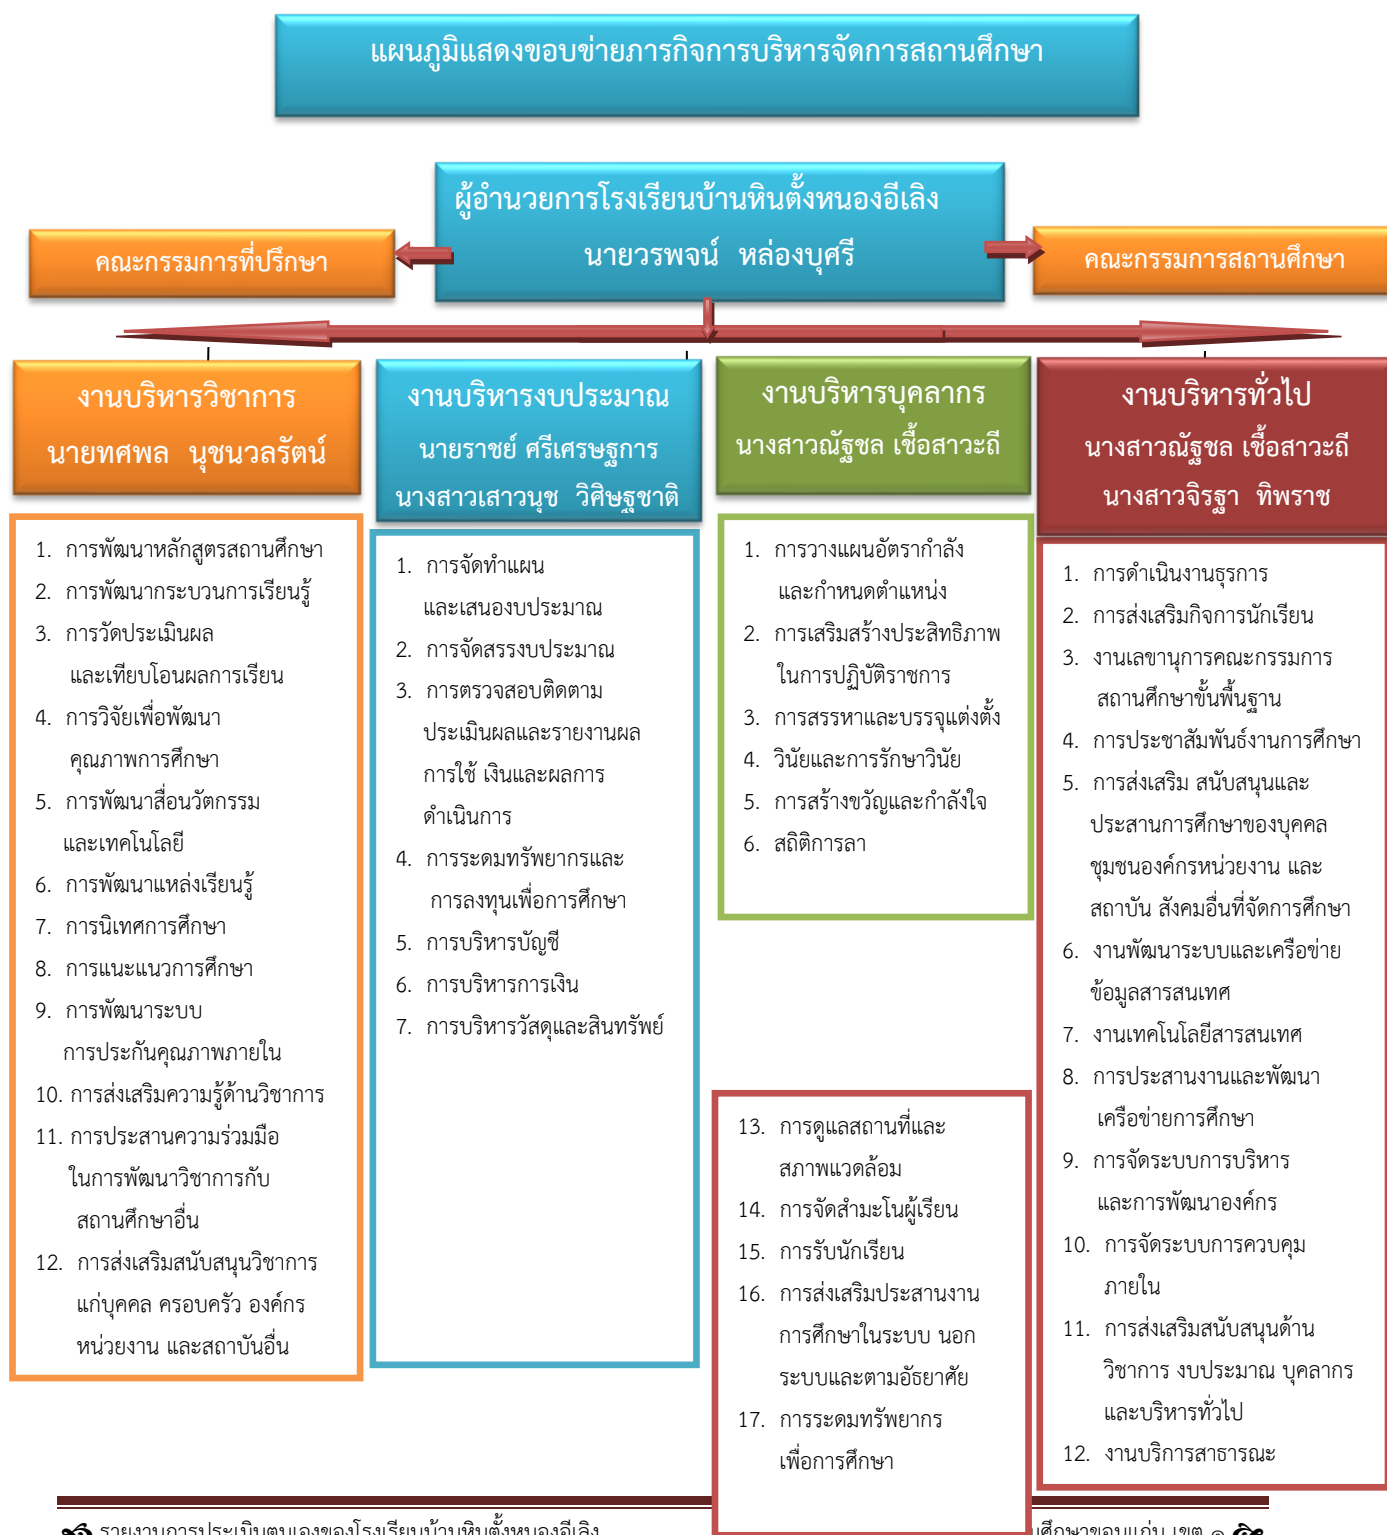 แผนภูมิแสดงขอบข่ายภารกิจการบริหารจัดการสถานศึกษา
ผู้อำนวยการโรงเรียนบ้านหินตั้งหนองอีเลิง
นายวรพจน์ หล่องบุศรี
คณะกรรมการที่ปรึกษา
คณะกรรมการสถานศึกษา
งานบริหารวิชาการ
นายทศพล นุชนวลรัตน์
งานบริหารงบประมาณ
นายราชย์ ศรีเศรษฐการ
นางสาวเสาวนุช วิศิษฐชาติ
งานบริหารบุคลากร
นางสาวณัฐชล เชื้อสาวะถี
งานบริหารทั่วไป
นางสาวณัฐชล เชื้อสาวะถี
นางสาวจิรฐา ทิพราช
1. การพัฒนาหลักสูตรสถานศึกษา
2. การพัฒนากระบวนการเรียนรู้
3. การวัดประเมินผล
และเทียบโอนผลการเรียน
4. การวิจัยเพื่อพัฒนา
คุณภาพการศึกษา
5. การพัฒนาสื่อนวัตกรรม
และเทคโนโลยี
6. การพัฒนาแหล่งเรียนรู้
7. การนิเทศการศึกษา
8. การแนะแนวการศึกษา
9. การพัฒนาระบบ
การประกันคุณภาพภายใน
10. การส่งเสริมความรู้ด้านวิชาการ
11. การประสานความร่วมมือ
ในการพัฒนาวิชาการกับ
สถานศึกษาอื่น
12. การส่งเสริมสนับสนุนวิชาการ
แก่บุคคล ครอบครัว องค์กร
หน่วยงาน และสถาบันอื่น
1. การจัดทำแผน
และเสนองบประมาณ
2. การจัดสรรงบประมาณ
3. การตรวจสอบติดตาม
ประเมินผลและรายงานผล
การใช้ เงินและผลการ
ดำเนินการ
4. การระดมทรัพยากรและ
การลงทุนเพื่อการศึกษา
5. การบริหารบัญชี
6. การบริหารการเงิน
7. การบริหารวัสดุและสินทรัพย์
1. การวางแผนอัตรากำลัง
และกำหนดตำแหน่ง
2. การเสริมสร้างประสิทธิภาพ
ในการปฏิบัติราชการ
3. การสรรหาและบรรจุแต่งตั้ง
4. วินัยและการรักษาวินัย
5. การสร้างขวัญและกำลังใจ
6. สถิติการลา
1. การดำเนินงานธุรการ
2. การส่งเสริมกิจการนักเรียน
3. งานเลขานุการคณะกรรมการ
สถานศึกษาขั้นพื้นฐาน
4. การประชาสัมพันธ์งานการศึกษา
5. การส่งเสริม สนับสนุนและ
ประสานการศึกษาของบุคคล
ชุมชนองค์กรหน่วยงาน และ
สถาบัน สังคมอื่นที่จัดการศึกษา
6. งานพัฒนาระบบและเครือข่าย
ข้อมูลสารสนเทศ
7. งานเทคโนโลยีสารสนเทศ
8. การประสานงานและพัฒนา
เครือข่ายการศึกษา
9. การจัดระบบการบริหาร
และการพัฒนาองค์กร
10. การจัดระบบการควบคุม
ภายใน
11. การส่งเสริมสนับสนุนด้าน
วิชาการ งบประมาณ บุคลากร
และบริหารทั่วไป
12. งานบริการสาธารณะ
13. การดูแลสถานที่และ
สภาพแวดล้อม
14. การจัดสำมะโนผู้เรียน
15. การรับนักเรียน
16. การส่งเสริมประสานงาน
การศึกษาในระบบ นอก
ระบบและตามอัธยาศัย
17. การระดมทรัพยากร
เพื่อการศึกษา
รายงานการประเมินตนเองของโรงเรียนบ้านหินตั้งหนองอีเลิง
ศึกษาขอนแก่น เขต ๑